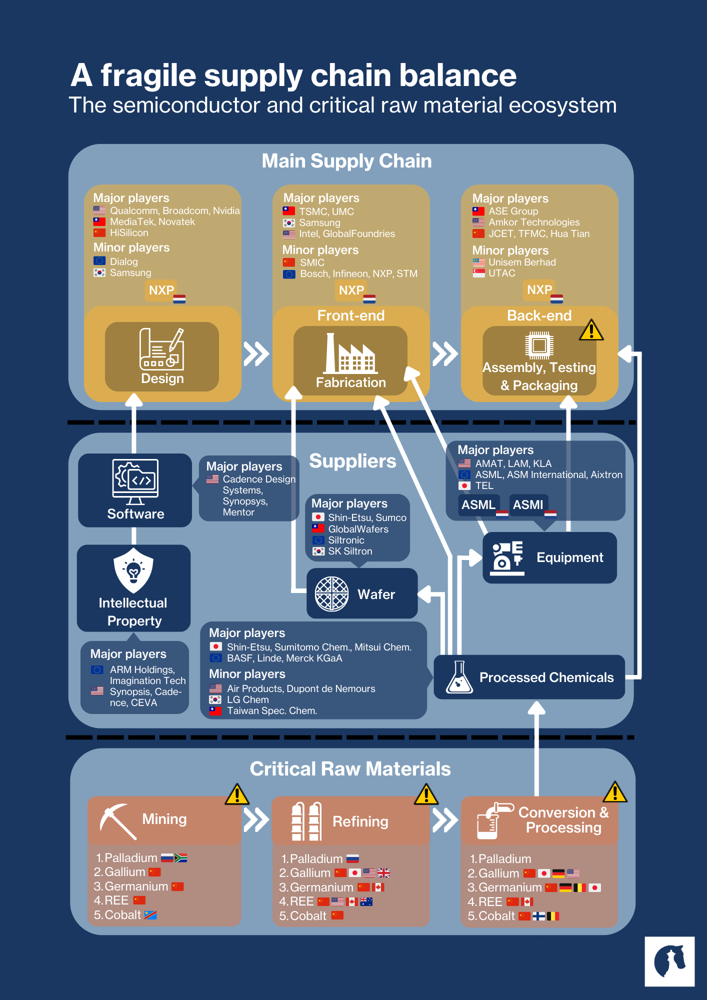 A fragile supply chain balance
The semiconductor and critical raw material ecosystem
Main Supply Chain
Major players
Qualcomm, Broadcom, Nvidia
MediaTek, Novatek
HiSilicon
Minor players
Dialog
Samsung
NXP
Design
Major players
TSMC, UMC
Samsung
Intel, GlobalFoundries
Minor players
SMIC
Bosch, Infineon, NXP, STM
NXP
Front-end
Fabrication
Major players
ASE Group
Amkor Technologies
JCET, TFMC, Hua Tian
Minor players
Unisem Berhad
UTAC
NXP
Back-end
Assembly, Testing
& Packaging
Suppliers
Software
Major players
Cadence Design
Systems,
Synopsys,
Mentor
Intellectual
Property
Major players
ARM Holdings,
Imagination Tech
Synopsis, Cade-
nce, CEVA
Major players
Shin-Etsu, Sumco
GlobalWafers
Siltronic
SK Siltron
Wafer
Major players
AMAT, LAM, KLA
ASML, ASM International, Aixtron
TEL
ASML
ASMI
Equipment
Major players
Shin-Etsu, Sumitomo Chem., Mitsui Chem.
BASF, Linde, Merck KGaA
Minor players
Air Products, Dupont de Nemours
LG Chem
Taiwan Spec. Chem.
Processed Chemicals
Critical Raw Materials
Mining
1. Palladium
2. Gallium
3. Germanium
4. REE
5. Cobalt
Refining
1. Palladium
2. Gallium
3. Germanium
4. REE
5. Cobalt
Conversion &
Processing
1. Palladium
2. Gallium
3. Germanium
4. REE
5. Cobalt